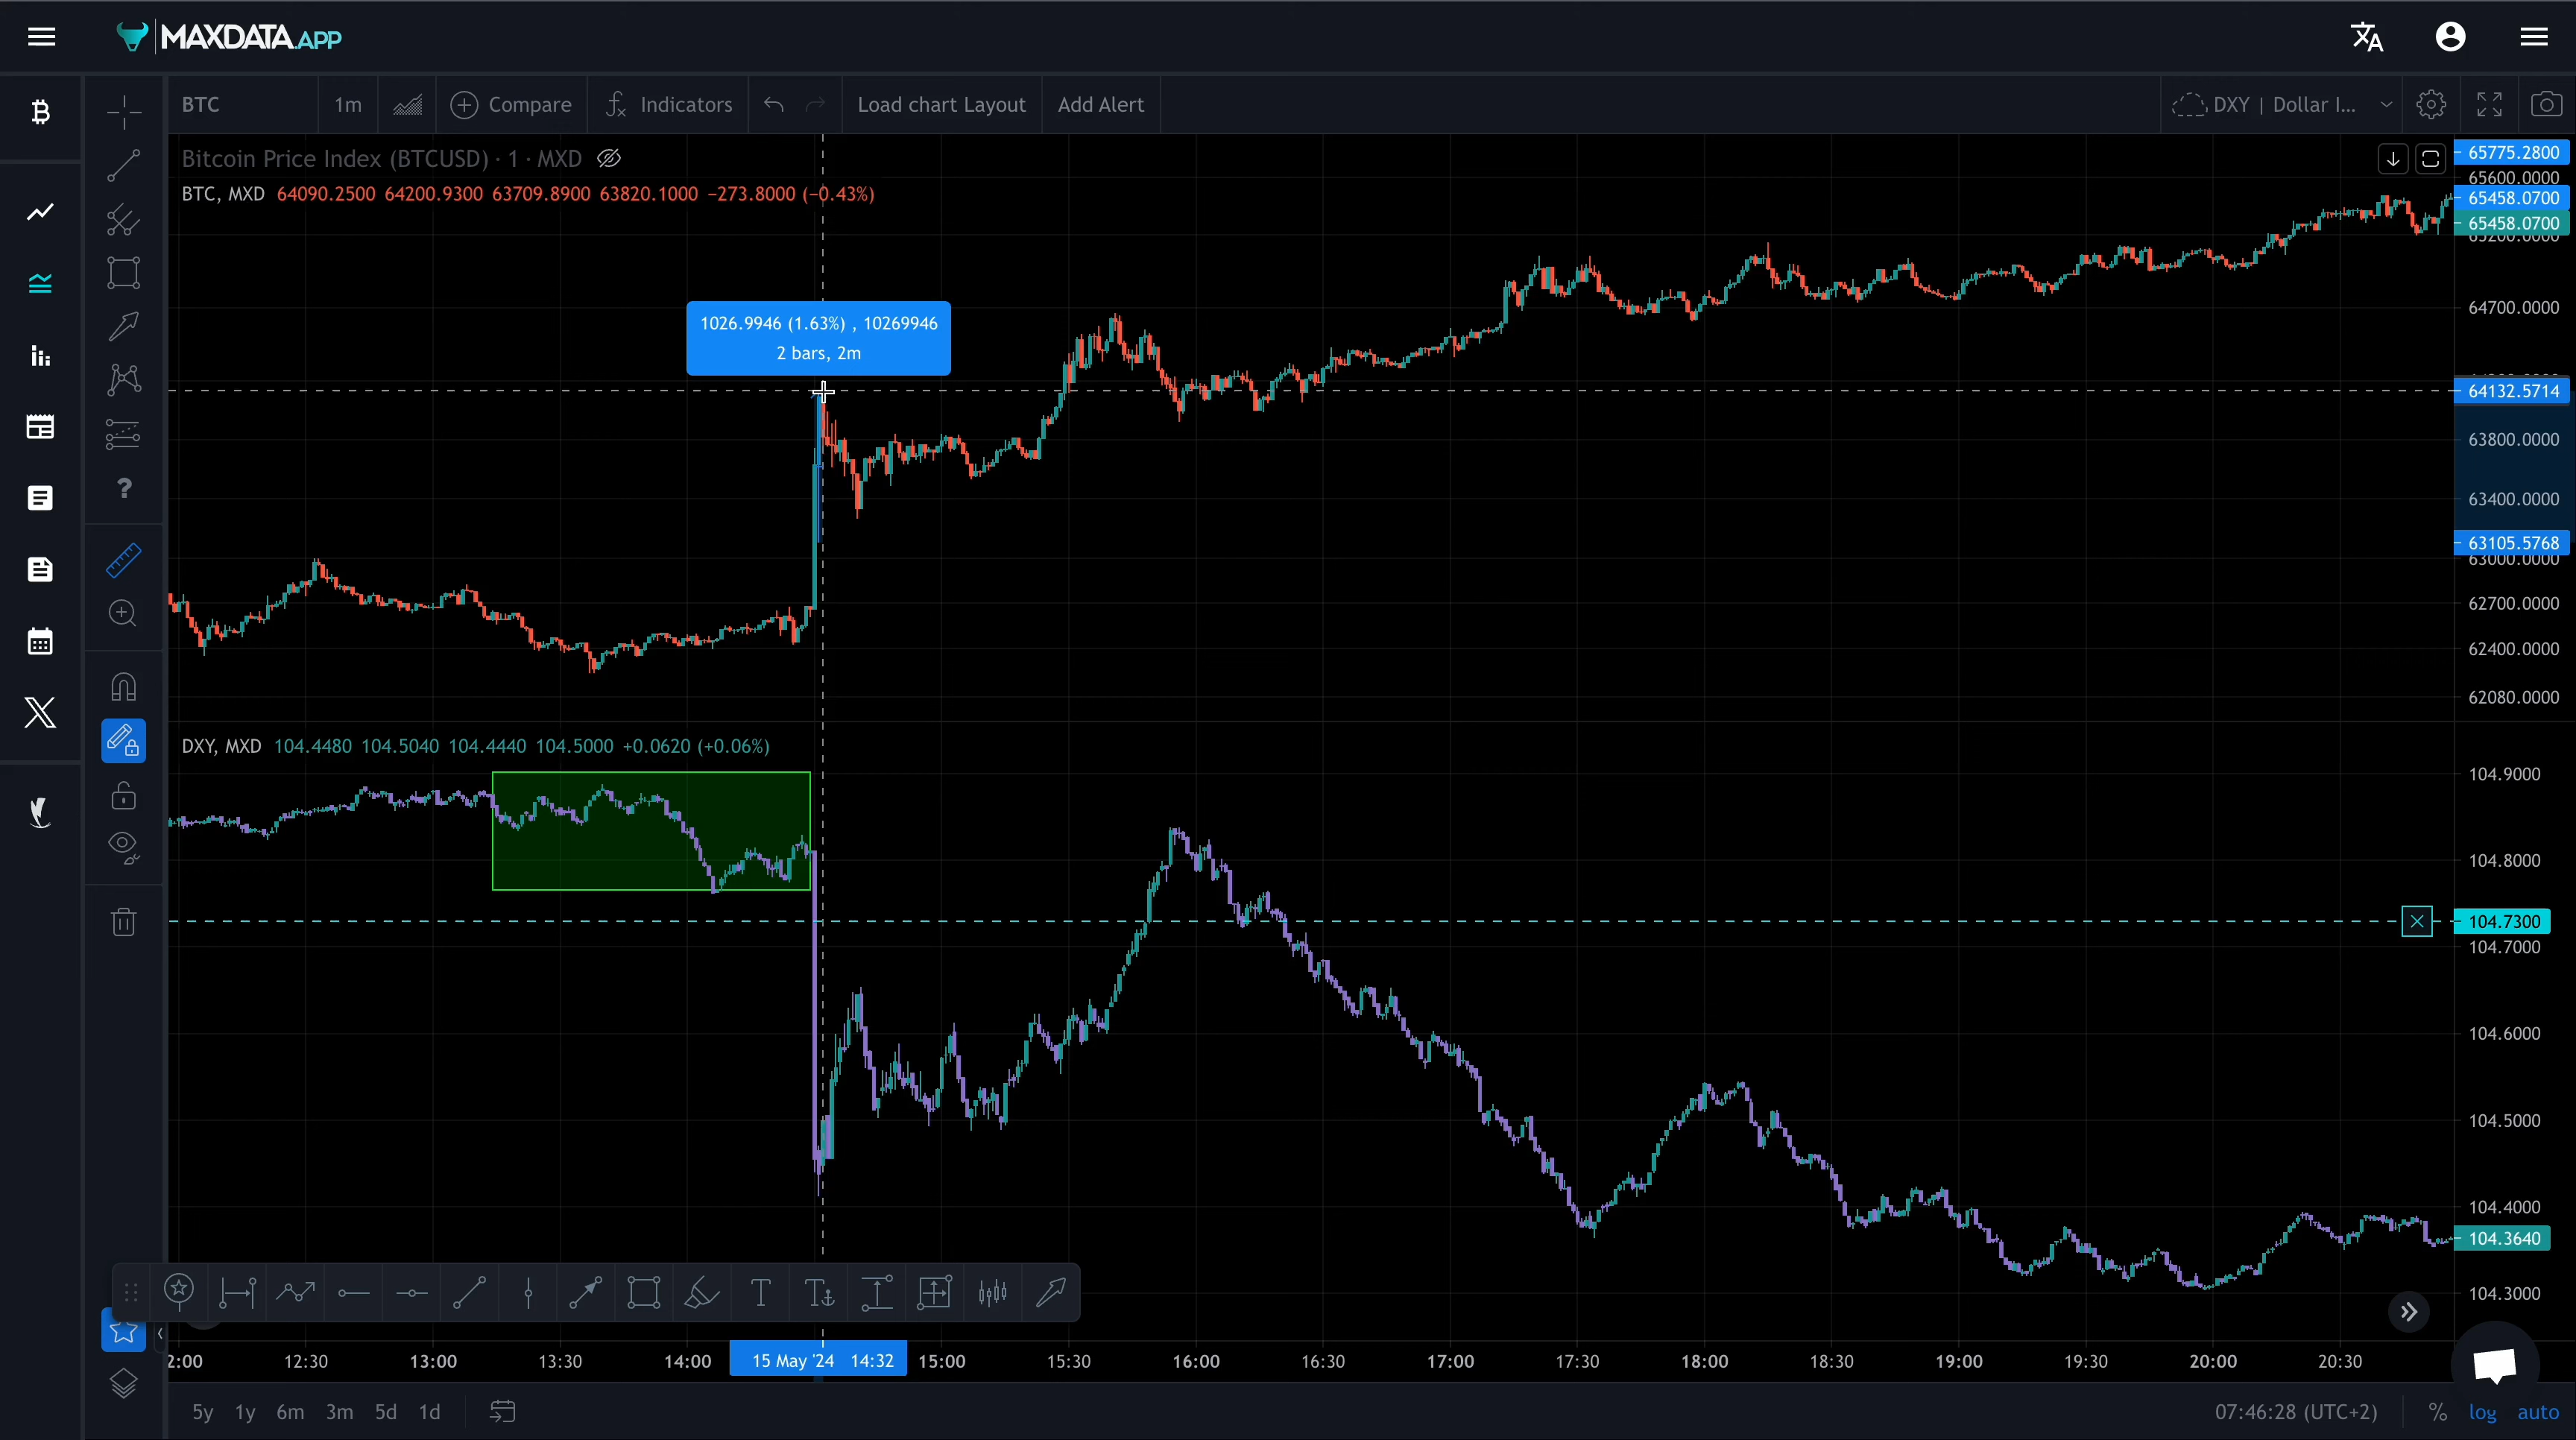 MAXDATA.APP
BTC 1m Compare Indicators Load chart Layout Add Alert DXY | Dollar I...
Bitcoin Price Index (BTCUSD) · 1 · MXD
BTC, MXD 64090.2500 64200.9300 63709.8900 63820.1000 −273.8000 (−0.43%)
65775.2800
65600.0000
65458.0700
65458.0700
65200.0000
64700.0000
1026.9946 (1.63%) , 10269946
2 bars, 2m
64132.5714
63800.0000
63400.0000
63105.5768
63000.0000
62700.0000
62400.0000
62080.0000
DXY, MXD 104.4480 104.5040 104.4440 104.5000 +0.0620 (+0.06%)
104.9000
104.8000
104.7300
104.7000
104.6000
104.5000
104.4000
104.3640
104.3000
2:00 12:30 13:00 13:30 14:00 15 May '24 14:32 15:00 15:30 16:00 16:30 17:00 17:30 18:00 18:30 19:00 19:30 20:00 20:30
5y 1y 6m 3m 5d 1d 07:46:28 (UTC+2) % log auto